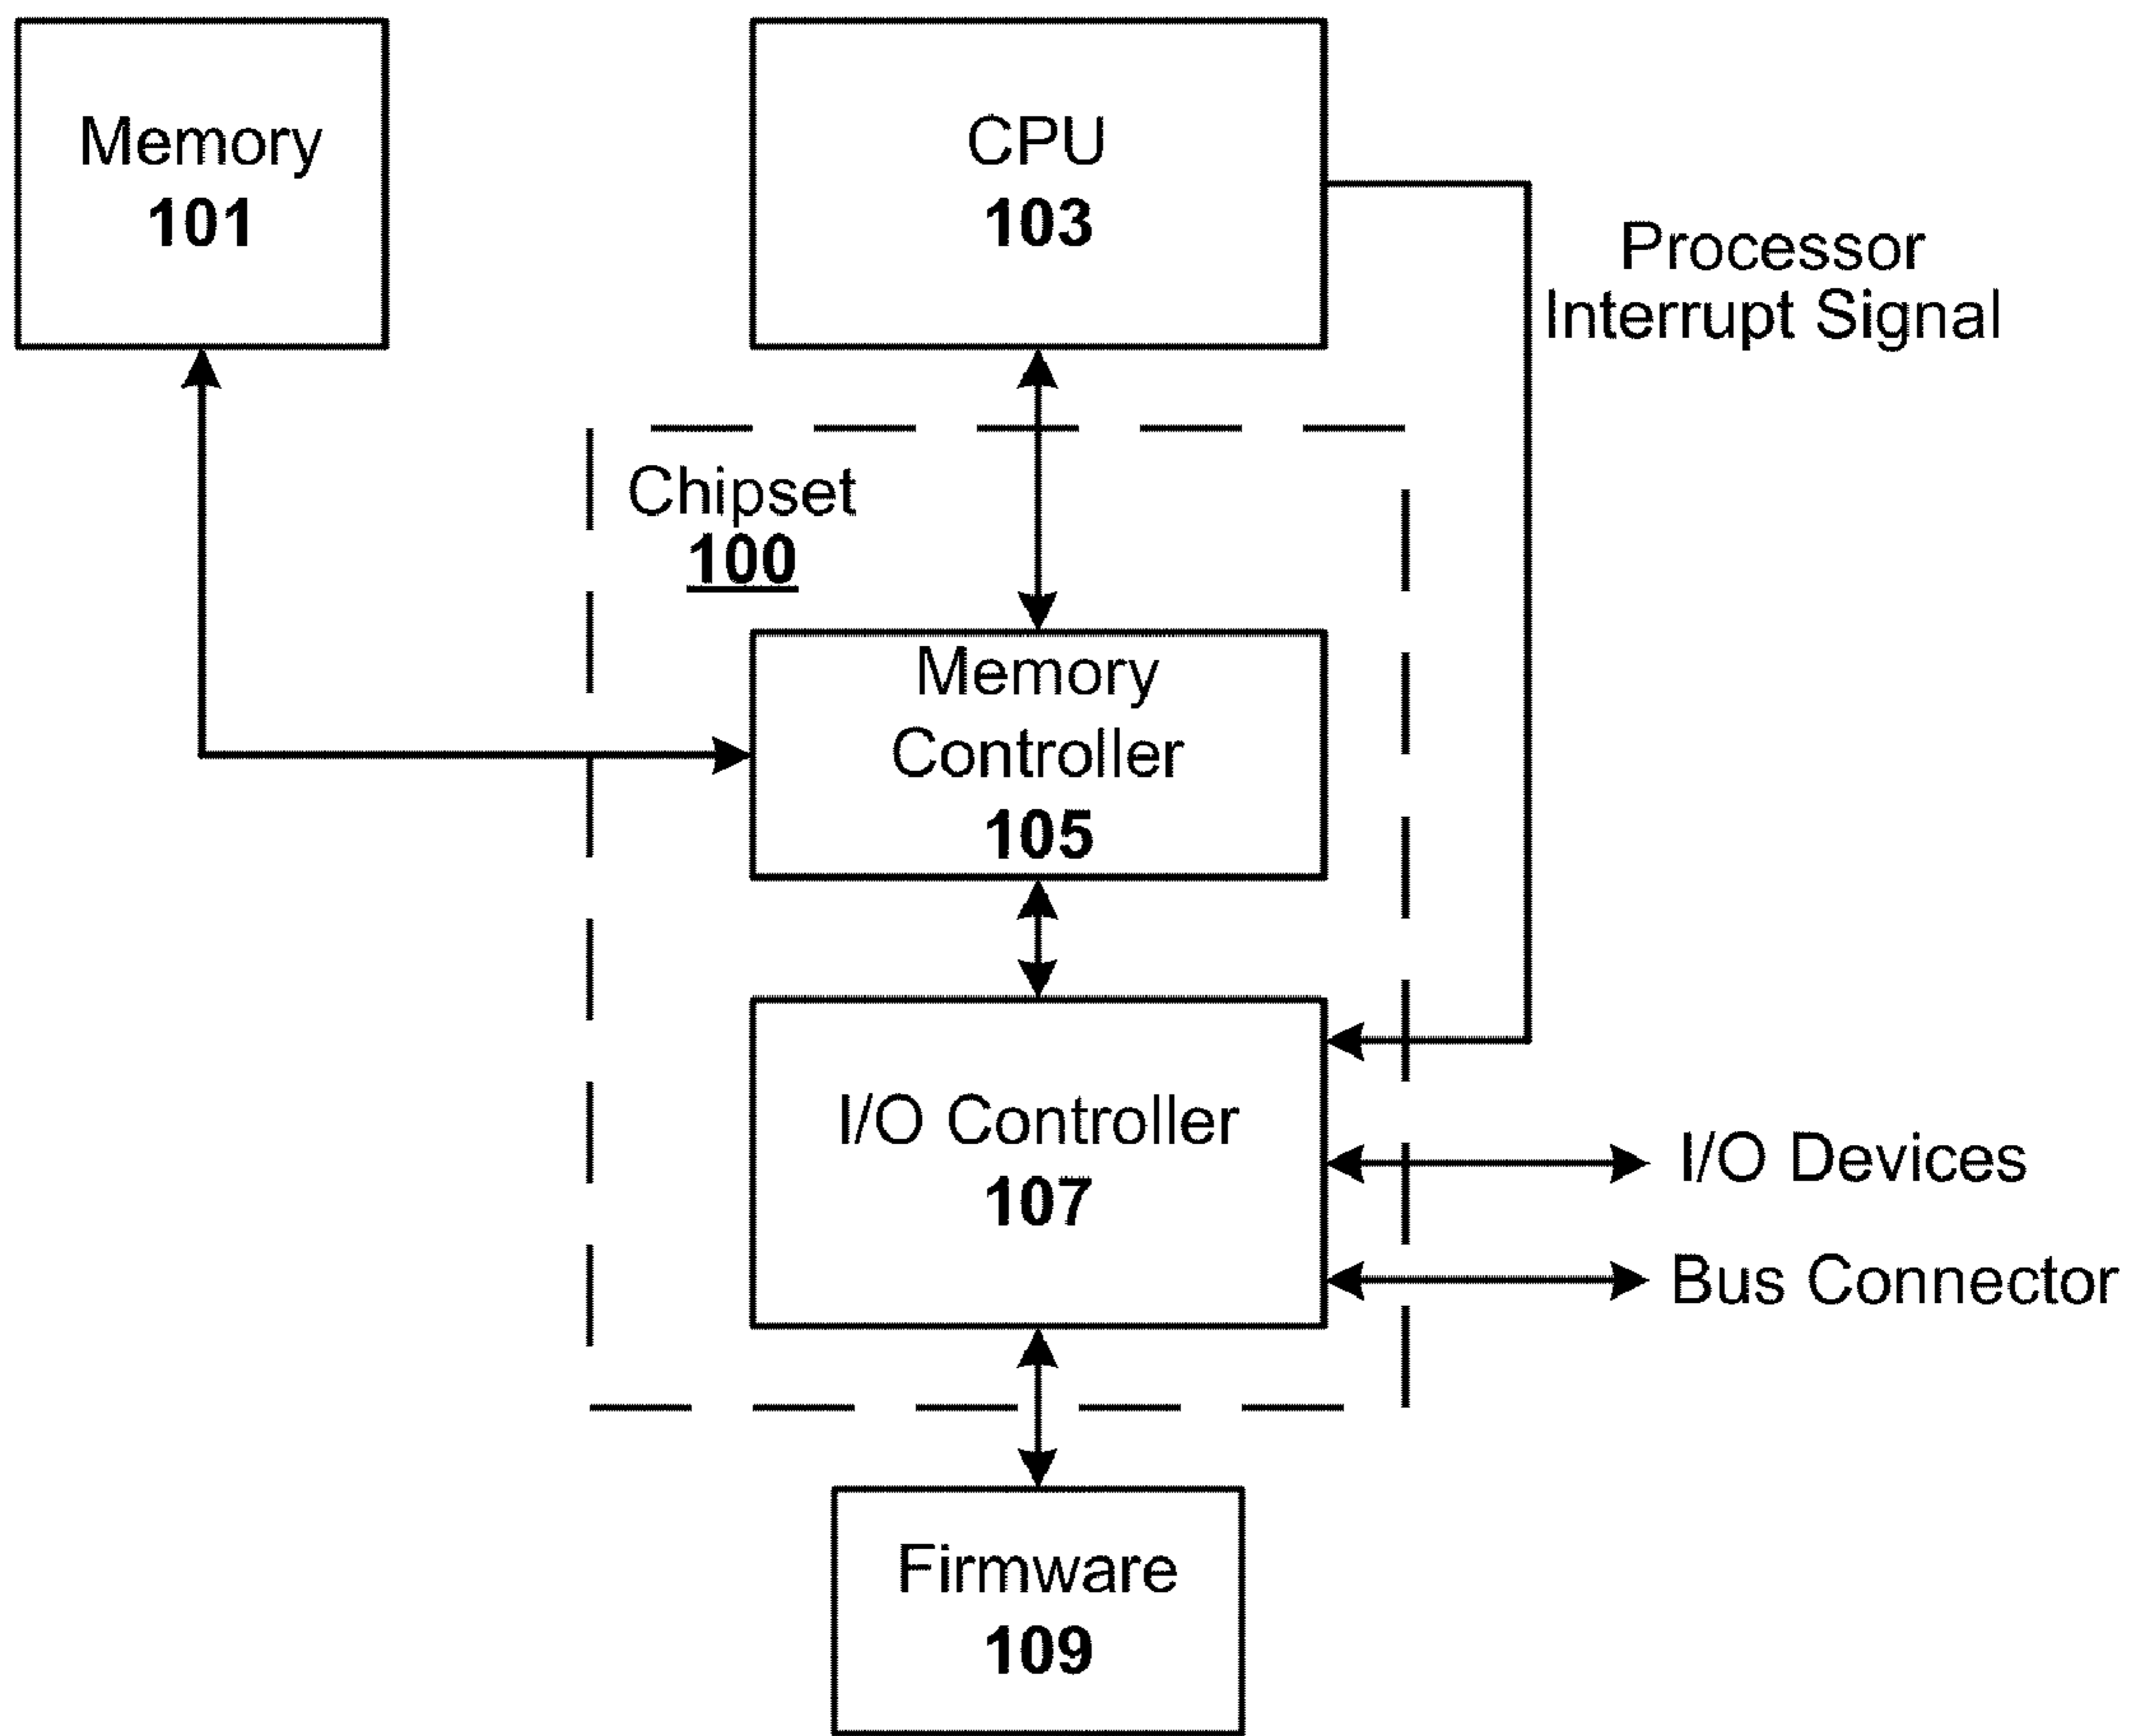 Memory
101
CPU
103
Processor
Interrupt Signal
Chipset
100
Memory
Controller
105
I/O Controller
107
I/O Devices
Bus Connector
Firmware
109